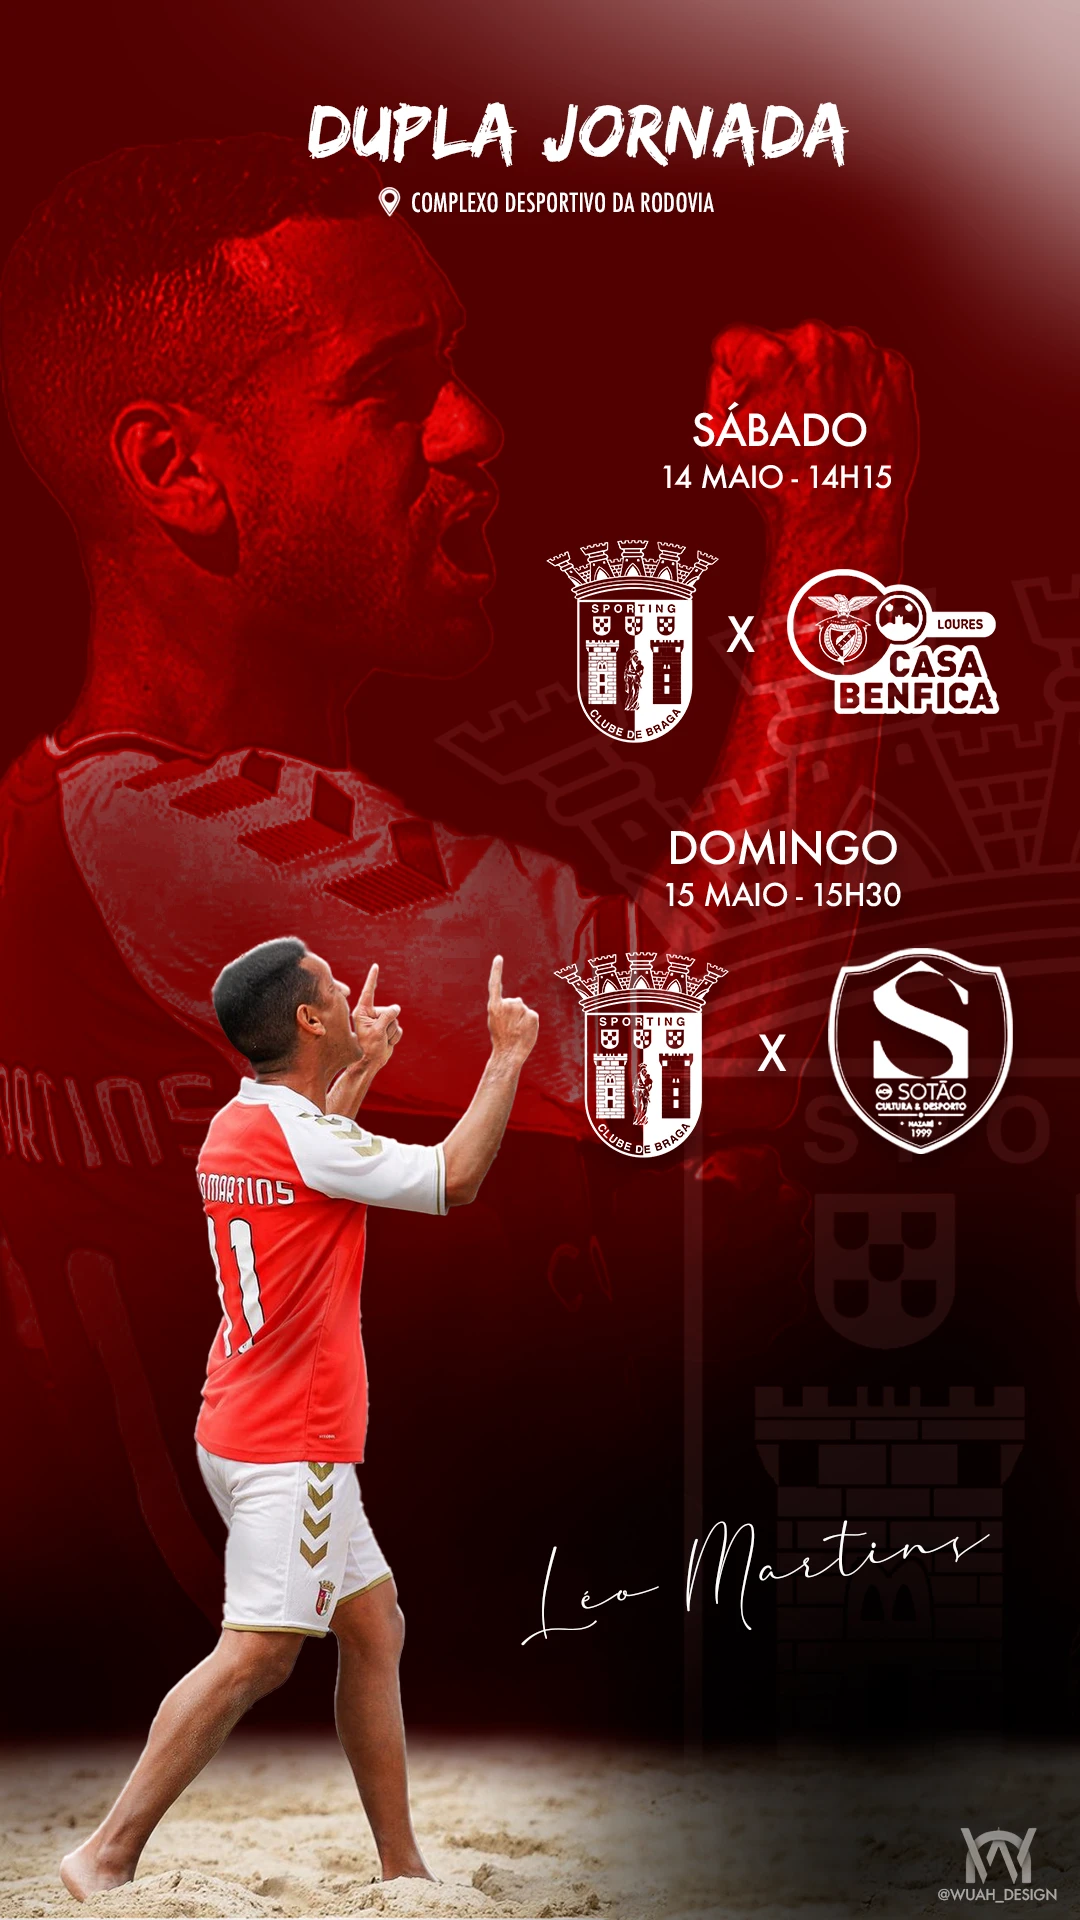 DUPLA JORNADA
COMPLEXO DESPORTIVO DA RODOVIA
SÁBADO
14 MAIO - 14H15
SPORTING
CLUBE DE BRAGA
X
LOURES
CASA
BENFICA
DOMINGO
15 MAIO - 15H30
SPORTING
CLUBE DE BRAGA
X
S
SOTÃO
CULTURA & DESPORTO
NAZARÉ
1999
MARTINS
11
Léo Martins
@WUAH_DESIGN